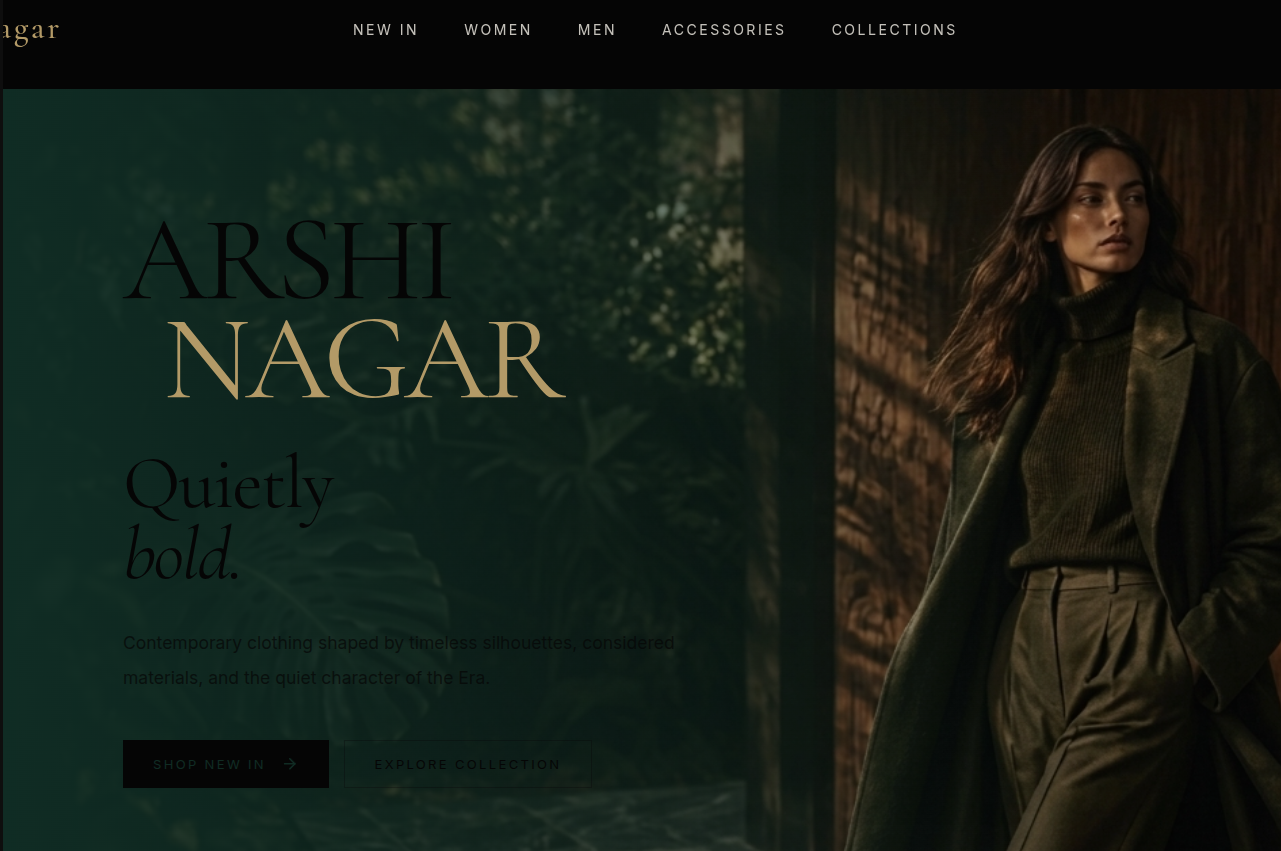 agar
NEW IN WOMEN MEN ACCESSORIES COLLECTIONS
ARSHI
NAGAR
Quietly
bold.
Contemporary clothing shaped by timeless silhouettes, considered
materials, and the quiet character of the Era.
SHOP NEW IN → EXPLORE COLLECTION